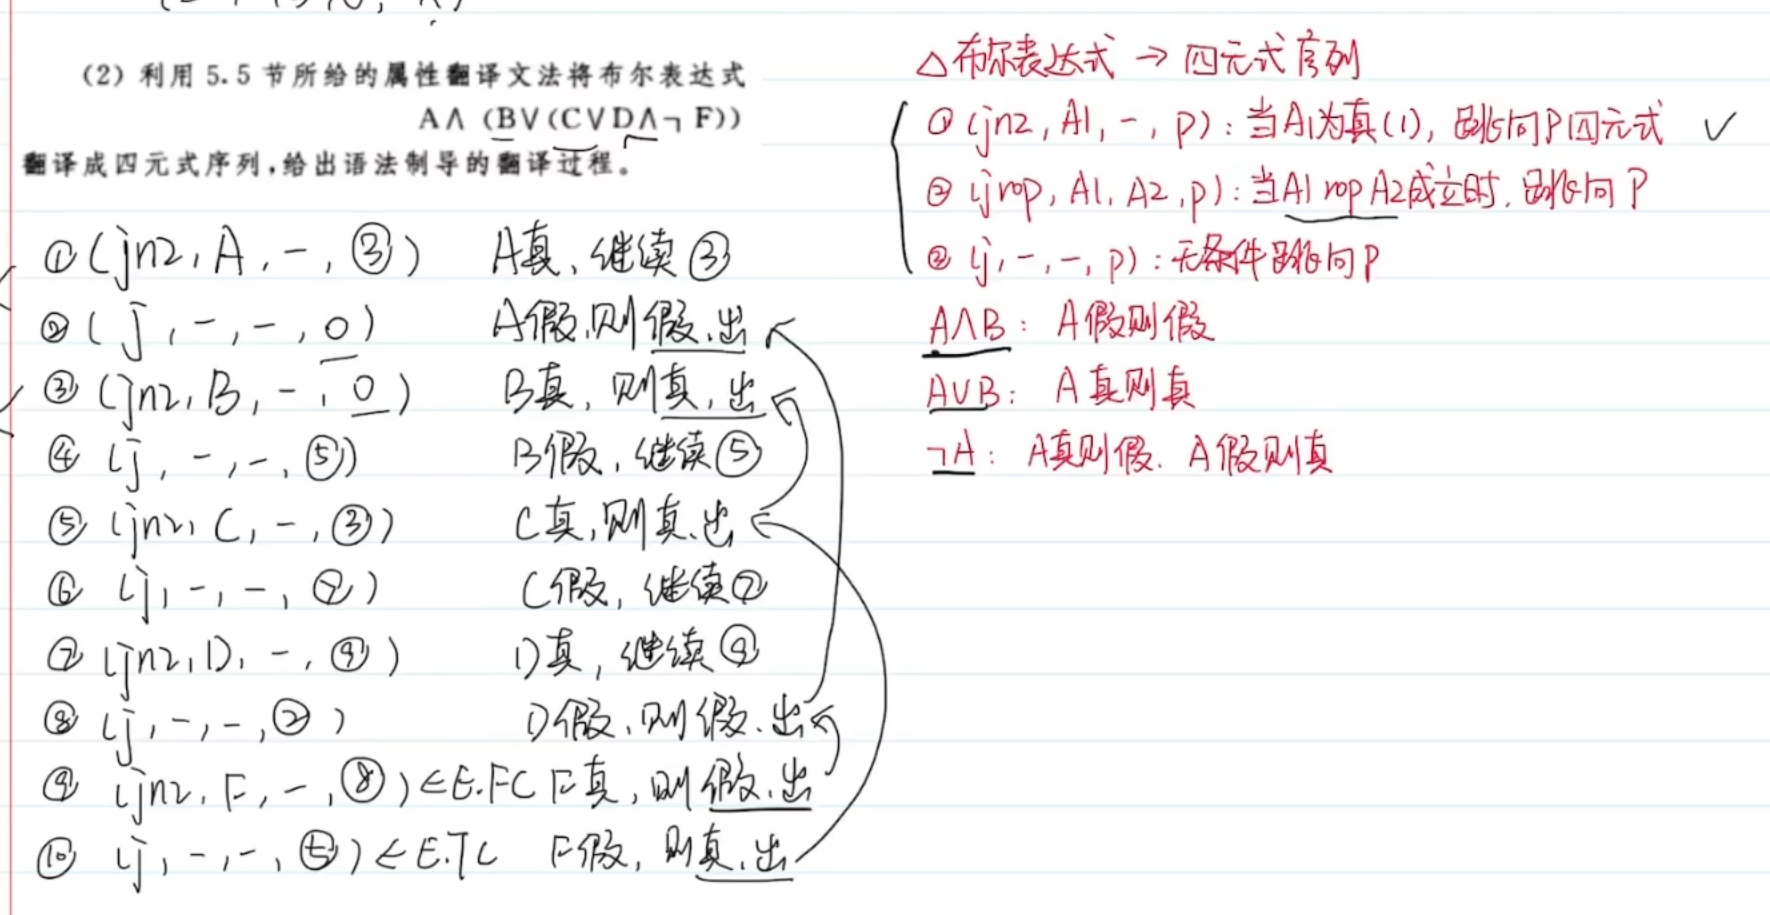 （2）利用 5.5 节所给的属性翻译文法将布尔表达式
A∧（B∨(C∨D∧¬ F)）
翻译成四元式序列,给出语法制导的翻译过程。
①(jnz, A, -, ③) A真,继续③
②(j, -, -, 0) A假,则假.出
③(jnz, B, -, 0) B真,则真,出
④(j, -, -, ⑤) B假,继续⑤
⑤(jnz, C, -, ③) C真,则真.出
⑥(j, -, -, ⑦) C假,继续⑦
⑦(jnz, D, -, ⑨) D真,继续⑨
⑧(j, -, -, ②) D假,则假.出
⑨(jnz, F, -, ⑧)←E.FC F真,则假.出
⑩(j, -, -, ⑤)←E.TC F假,则真.出
△布尔表达式 → 四元式序列
①(jnz, A1, -, p): 当A1为真(1), 跳向P四元式 ✓
②(jrop, A1, A2, p): 当A1 rop A2成立时, 跳向P
③(j, -, -, p): 无条件跳向P
A∧B: A假则假
A∨B: A真则真
¬A: A真则假. A假则真